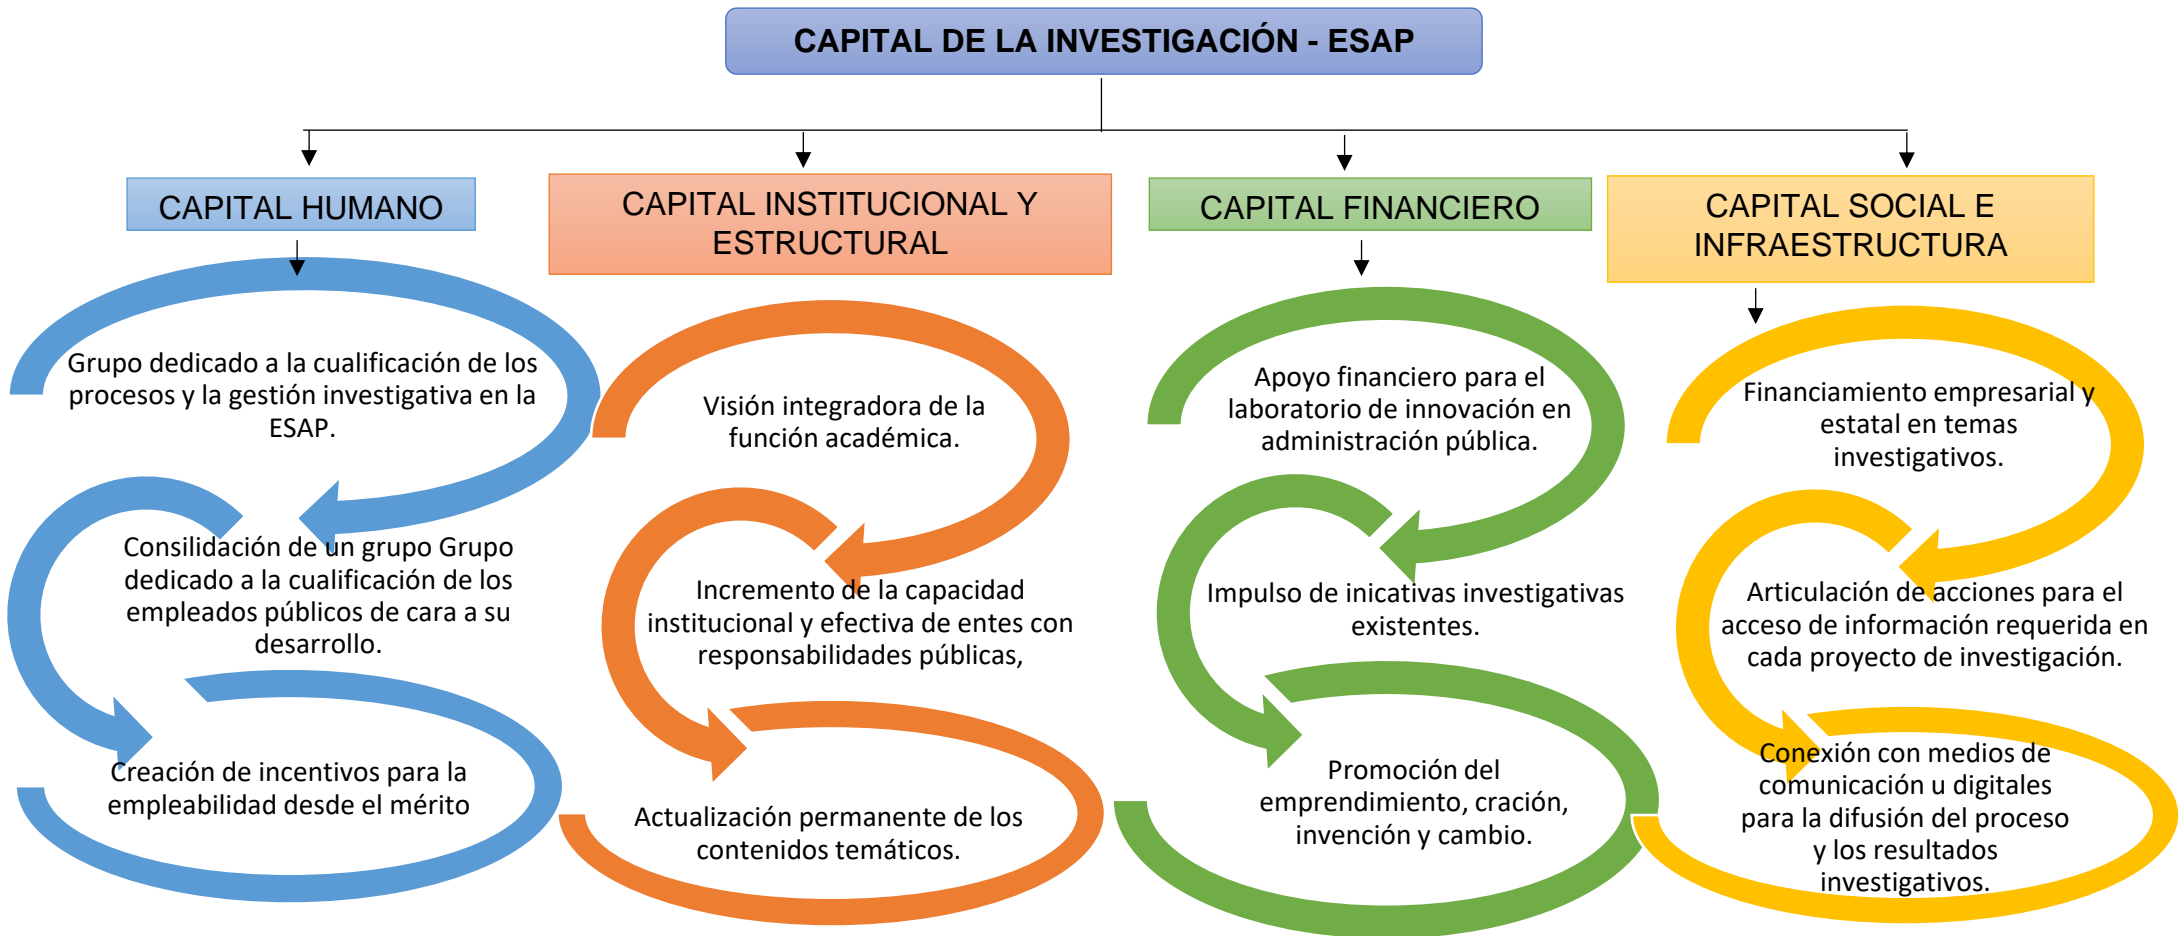 CAPITAL DE LA INVESTIGACIÓN - ESAP
CAPITAL HUMANO
Grupo dedicado a la cualificación de los
procesos y la gestión investigativa en la
ESAP.
Consilidación de un grupo Grupo
dedicado a la cualificación de los
empleados públicos de cara a su
desarrollo.
Creación de incentivos para la
empleabilidad desde el mérito
CAPITAL INSTITUCIONAL Y
ESTRUCTURAL
Visión integradora de la
función académica.
Incremento de la capacidad
institucional y efectiva de entes con
responsabilidades públicas,
Actualización permanente de los
contenidos temáticos.
CAPITAL FINANCIERO
Apoyo financiero para el
laboratorio de innovación en
administración pública.
Impulso de inicativas investigativas
existentes.
Promoción del
emprendimiento, cración,
invención y cambio.
CAPITAL SOCIAL E
INFRAESTRUCTURA
Financiamiento empresarial y
estatal en temas
investigativos.
Articulación de acciones para el
acceso de información requerida en
cada proyecto de investigación.
Conexión con medios de
comunicación u digitales
para la difusión del proceso
y los resultados
investigativos.